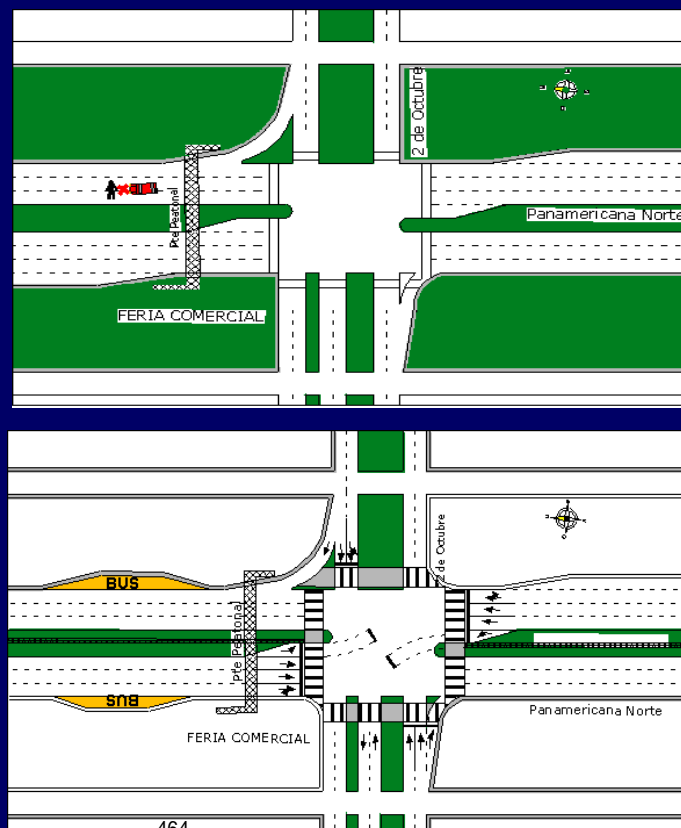 2 de Octubre
Pte Peatonal
Panamericana Norte
FERIA COMERCIAL
BUS
de Octubre
Pte Peatonal
BUS
Panamericana Norte
FERIA COMERCIAL
464